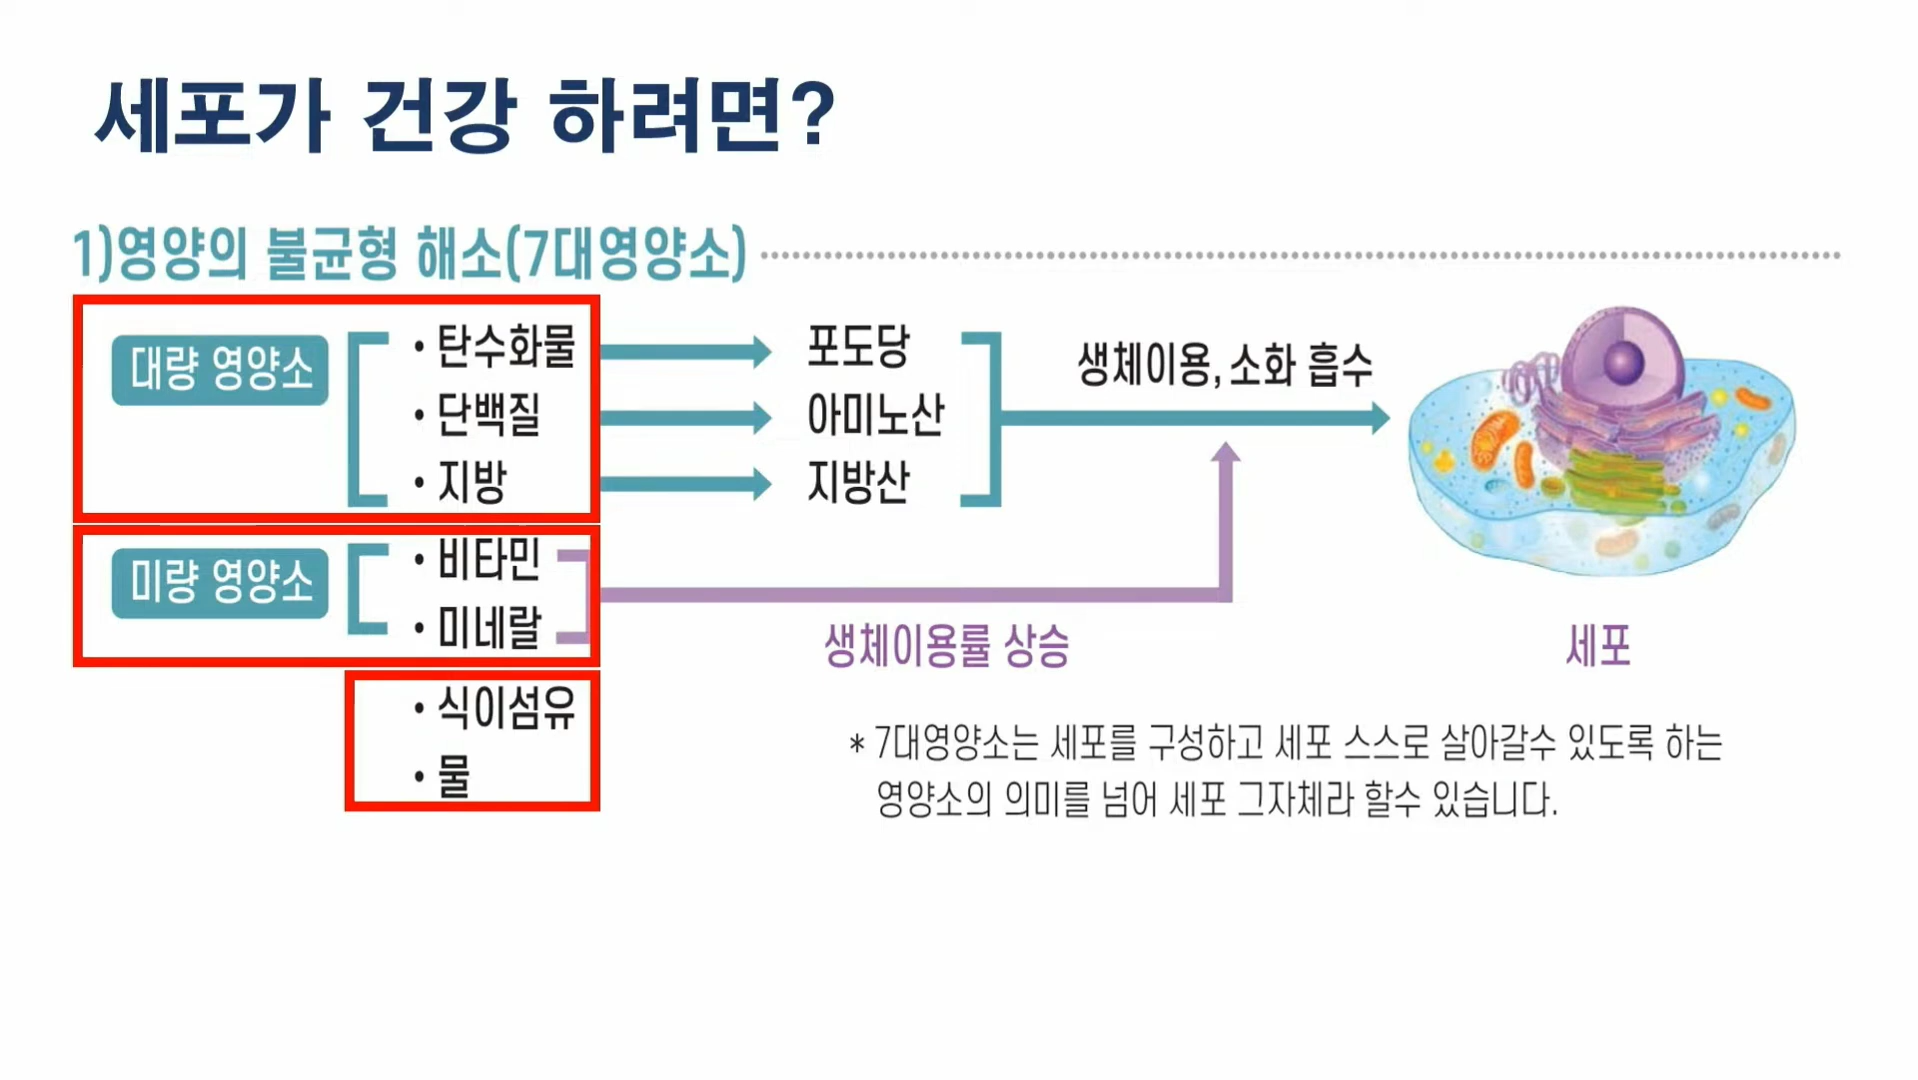 세포가 건강 하려면?
1)영양의 불균형 해소(7대영양소)
대량 영양소
• 탄수화물
• 단백질
• 지방
포도당
아미노산
지방산
생체이용, 소화 흡수
미량 영양소
• 비타민
• 미네랄
생체이용률 상승
세포
• 식이섬유
• 물
* 7대영양소는 세포를 구성하고 세포 스스로 살아갈수 있도록 하는
영양소의 의미를 넘어 세포 그자체라 할수 있습니다.